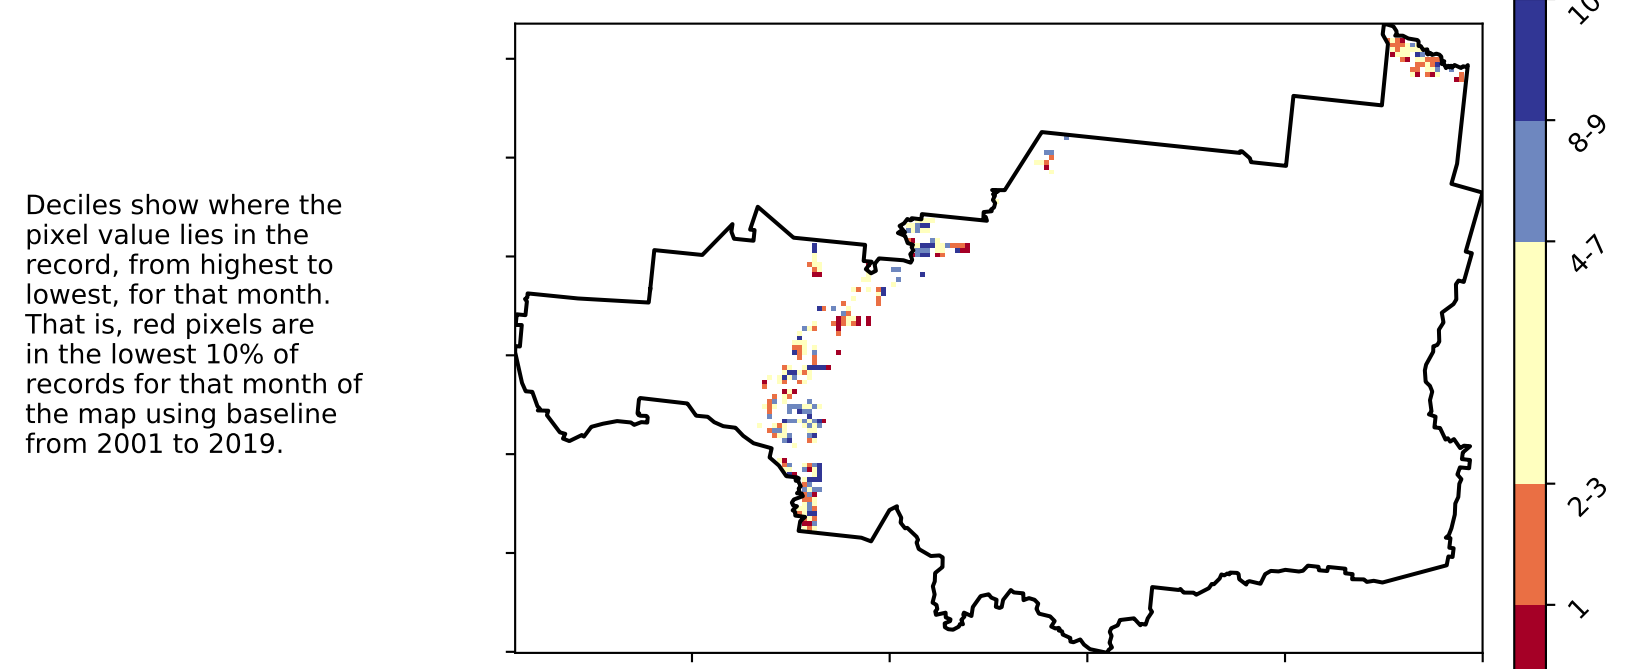 Deciles show where the
pixel value lies in the
record, from highest to
lowest, for that month.
That is, red pixels are
in the lowest 10% of
records for that month of
the map using baseline
from 2001 to 2019.
10
8-9
4-7
2-3
1